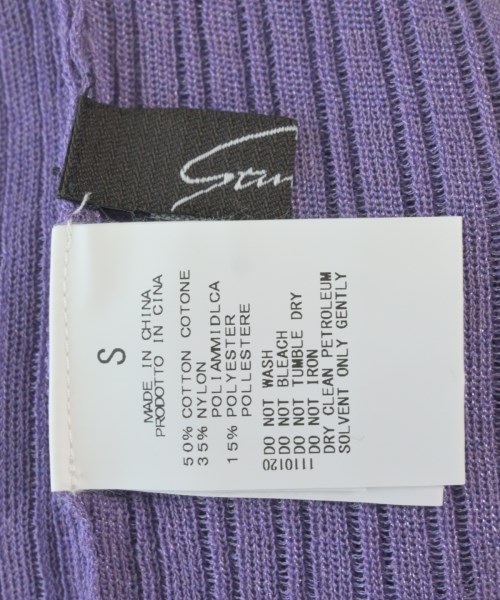 S
MADE IN CHINA
PRODOTTO IN CINA
50% COTTON COTONE
35% NYLON
POLIAMMIDLCA
15% POLYESTER
POLLESTERE
1110120
DO NOT WASH
DO NOT BLEACH
DO NOT TUMBLE DRY
DO NOT IRON
DRY CLEAN PETROLEUM
SOLVENT ONLY GENTLY